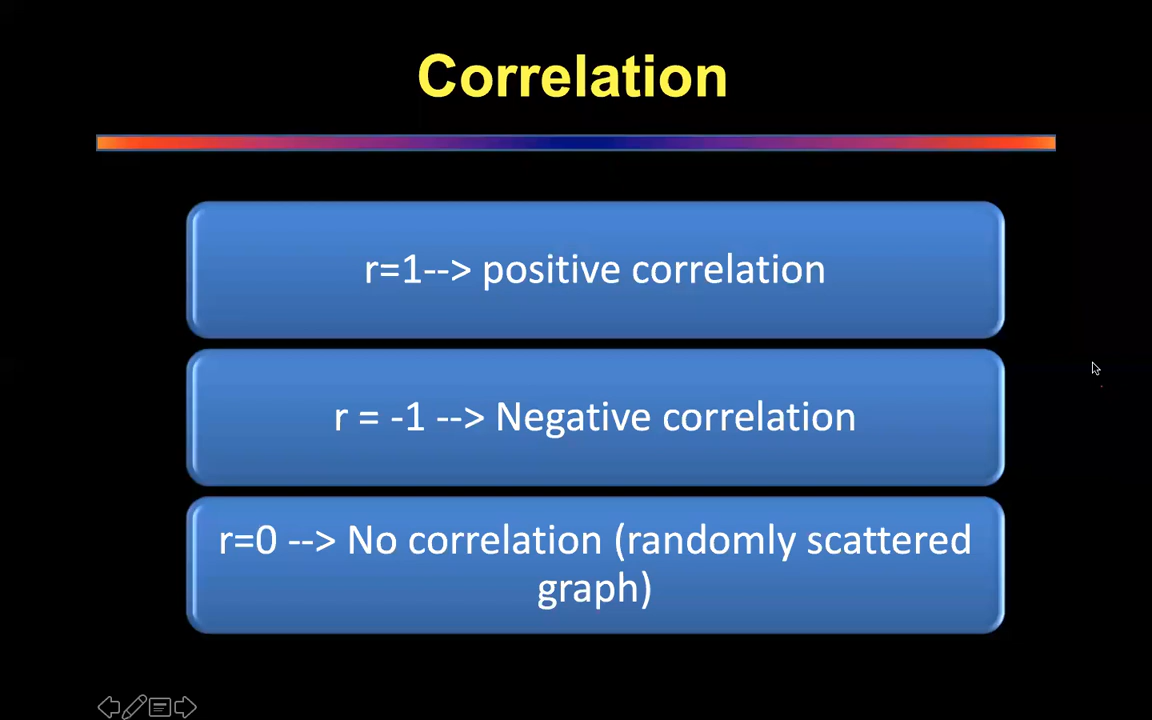 Correlation
r=1--> positive correlation
r = -1 --> Negative correlation
r=0 --> No correlation (randomly scattered
graph)